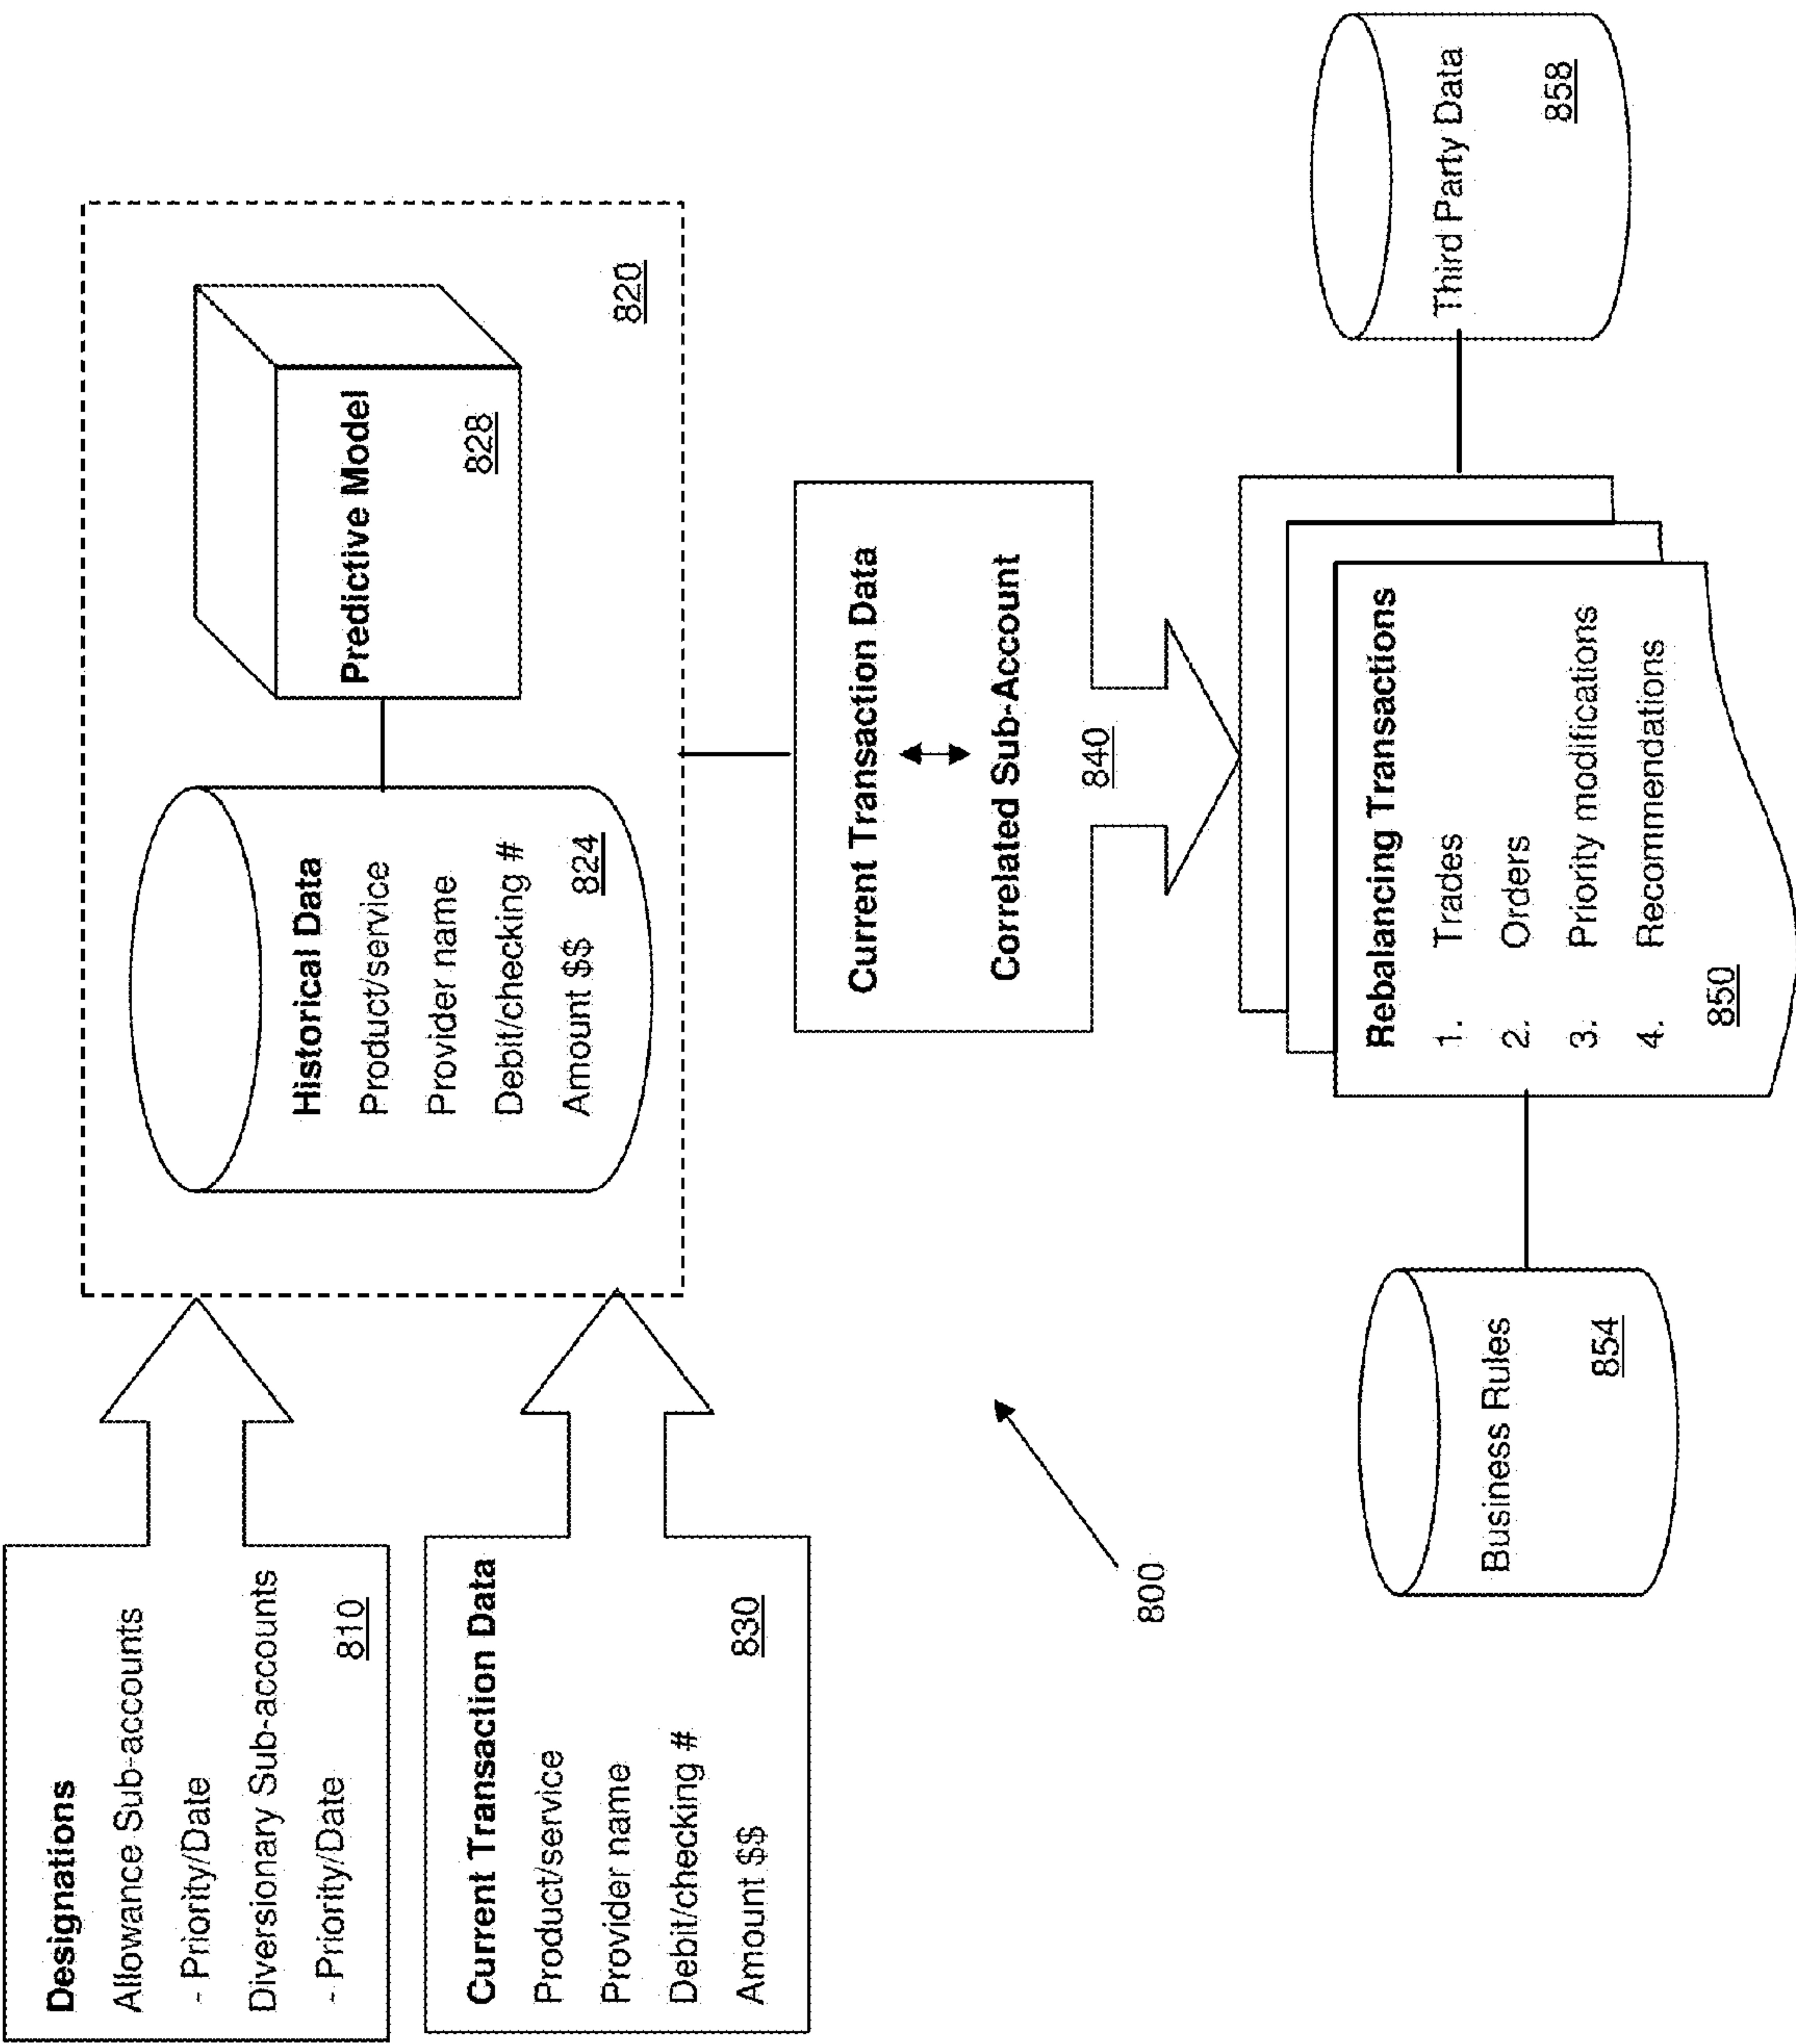 Designations
Allowance Sub-accounts
- Priority/Date
Diversionary Sub-accounts
- Priority/Date
810
Current Transaction Data
Product/service
Provider name
Debit/checking #
Amount $$
830
Historical Data
Product/service
Provider name
Debit/checking #
Amount $$
824
Predictive Model
828
820
Current Transaction Data
Correlated Sub-Account
840
800
Business Rules
854
Rebalancing Transactions
1. Trades
2. Orders
3. Priority modifications
4. Recommendations
850
Third Party Data
858